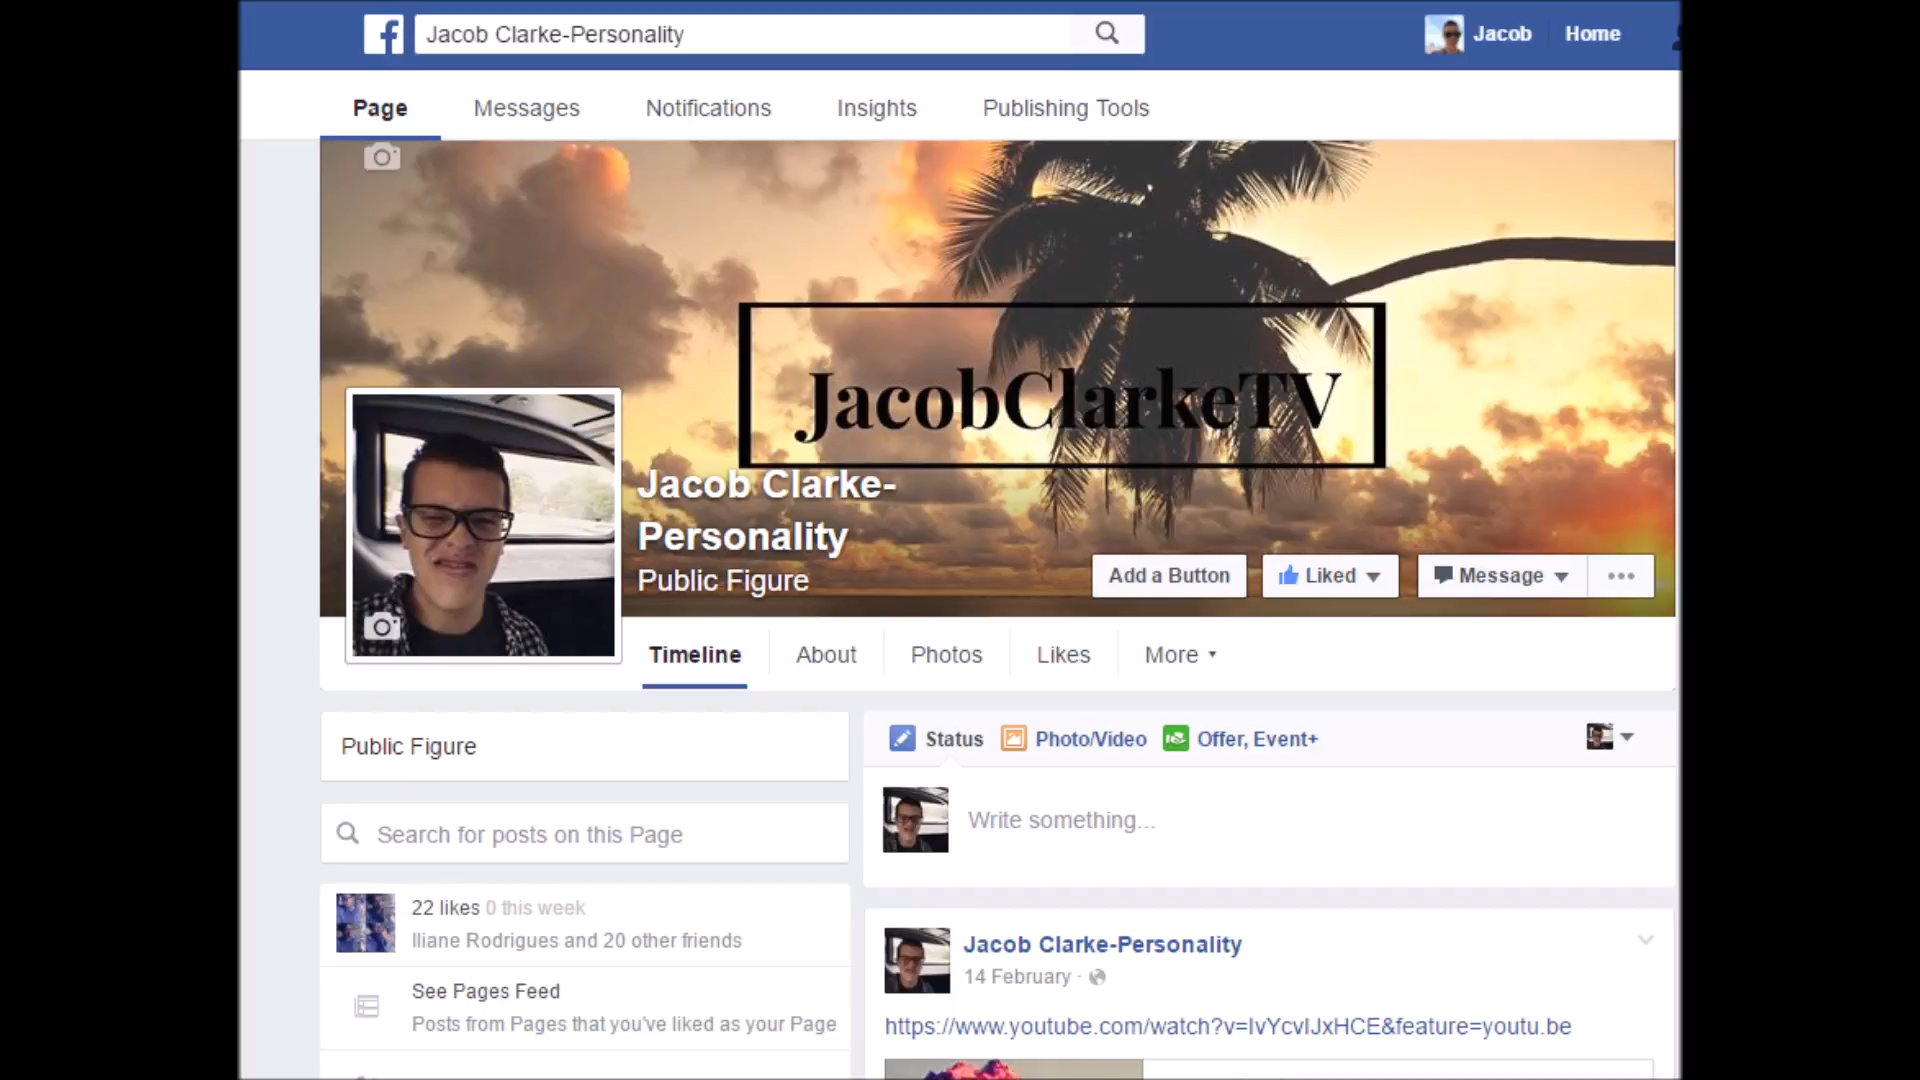 Jacob Clarke-Personality
Jacob
Home
Page
Messages
Notifications
Insights
Publishing Tools
JacobClarkeTV
Jacob Clarke-
Personality
Public Figure
Add a Button
Liked
Message
Timeline
About
Photos
Likes
More
Public Figure
Search for posts on this Page
22 likes 0 this week
Iliane Rodrigues and 20 other friends
See Pages Feed
Posts from Pages that you've liked as your Page
Status
Photo/Video
Offer, Event+
Write something...
Jacob Clarke-Personality
14 February ·
https://www.youtube.com/watch?v=IvYcvIJxHCE&feature=youtu.be